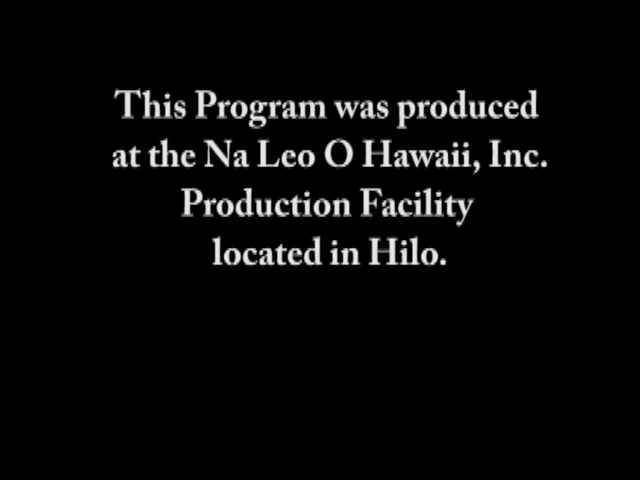 This Program was produced
at the Na Leo O Hawaii, Inc.
Production Facility
located in Hilo.